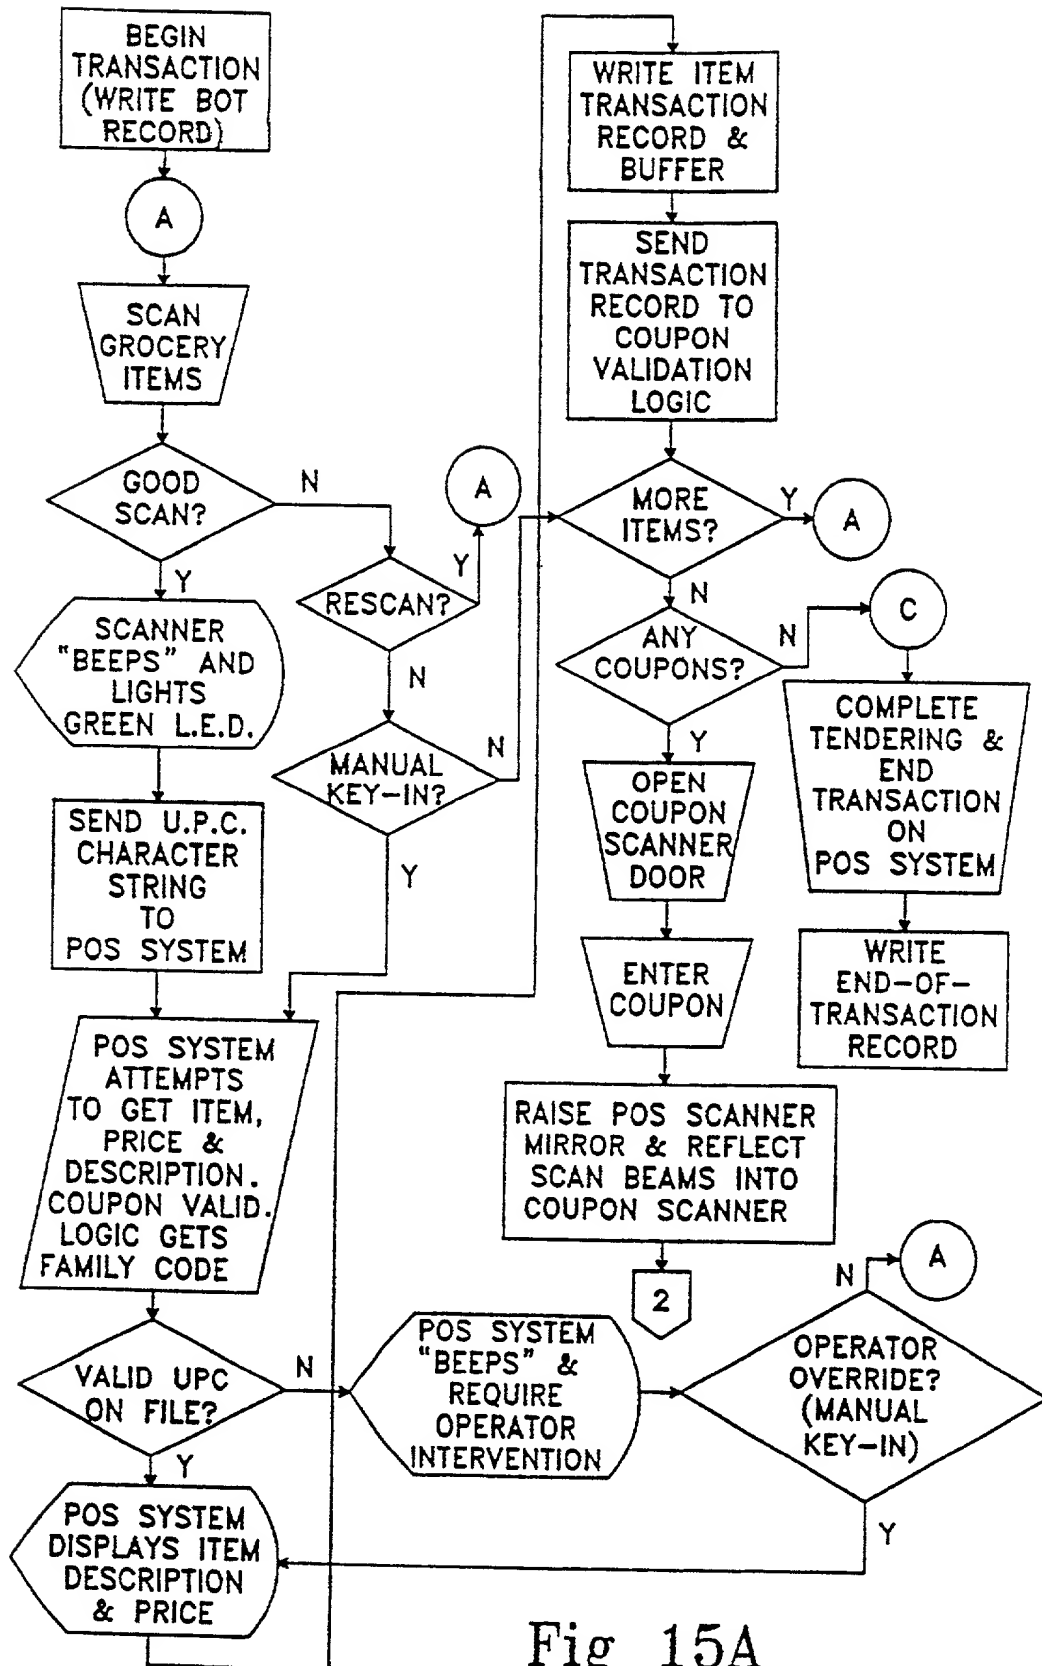 BEGIN
TRANSACTION
(WRITE BOT
RECORD)
A
SCAN
GROCERY
ITEMS
GOOD
SCAN?
N
Y
A
RESCAN?
Y
N
SCANNER
"BEEPS" AND
LIGHTS
GREEN L.E.D.
MANUAL
KEY-IN?
N
Y
SEND U.P.C.
CHARACTER
STRING
TO
POS SYSTEM
POS SYSTEM
ATTEMPTS
TO GET ITEM,
PRICE &
DESCRIPTION.
COUPON VALID.
LOGIC GETS
FAMILY CODE
VALID UPC
ON FILE?
N
Y
POS SYSTEM
"BEEPS" &
REQUIRE
OPERATOR
INTERVENTION
OPERATOR
OVERRIDE?
(MANUAL
KEY-IN)
N
A
Y
POS SYSTEM
DISPLAYS ITEM
DESCRIPTION
& PRICE
WRITE ITEM
TRANSACTION
RECORD &
BUFFER
SEND
TRANSACTION
RECORD TO
COUPON
VALIDATION
LOGIC
MORE
ITEMS?
Y
A
N
ANY
COUPONS?
N
C
Y
COMPLETE
TENDERING &
END
TRANSACTION
ON
POS SYSTEM
WRITE
END-OF-
TRANSACTION
RECORD
OPEN
COUPON
SCANNER
DOOR
ENTER
COUPON
RAISE POS SCANNER
MIRROR & REFLECT
SCAN BEAMS INTO
COUPON SCANNER
2
Fig 15A